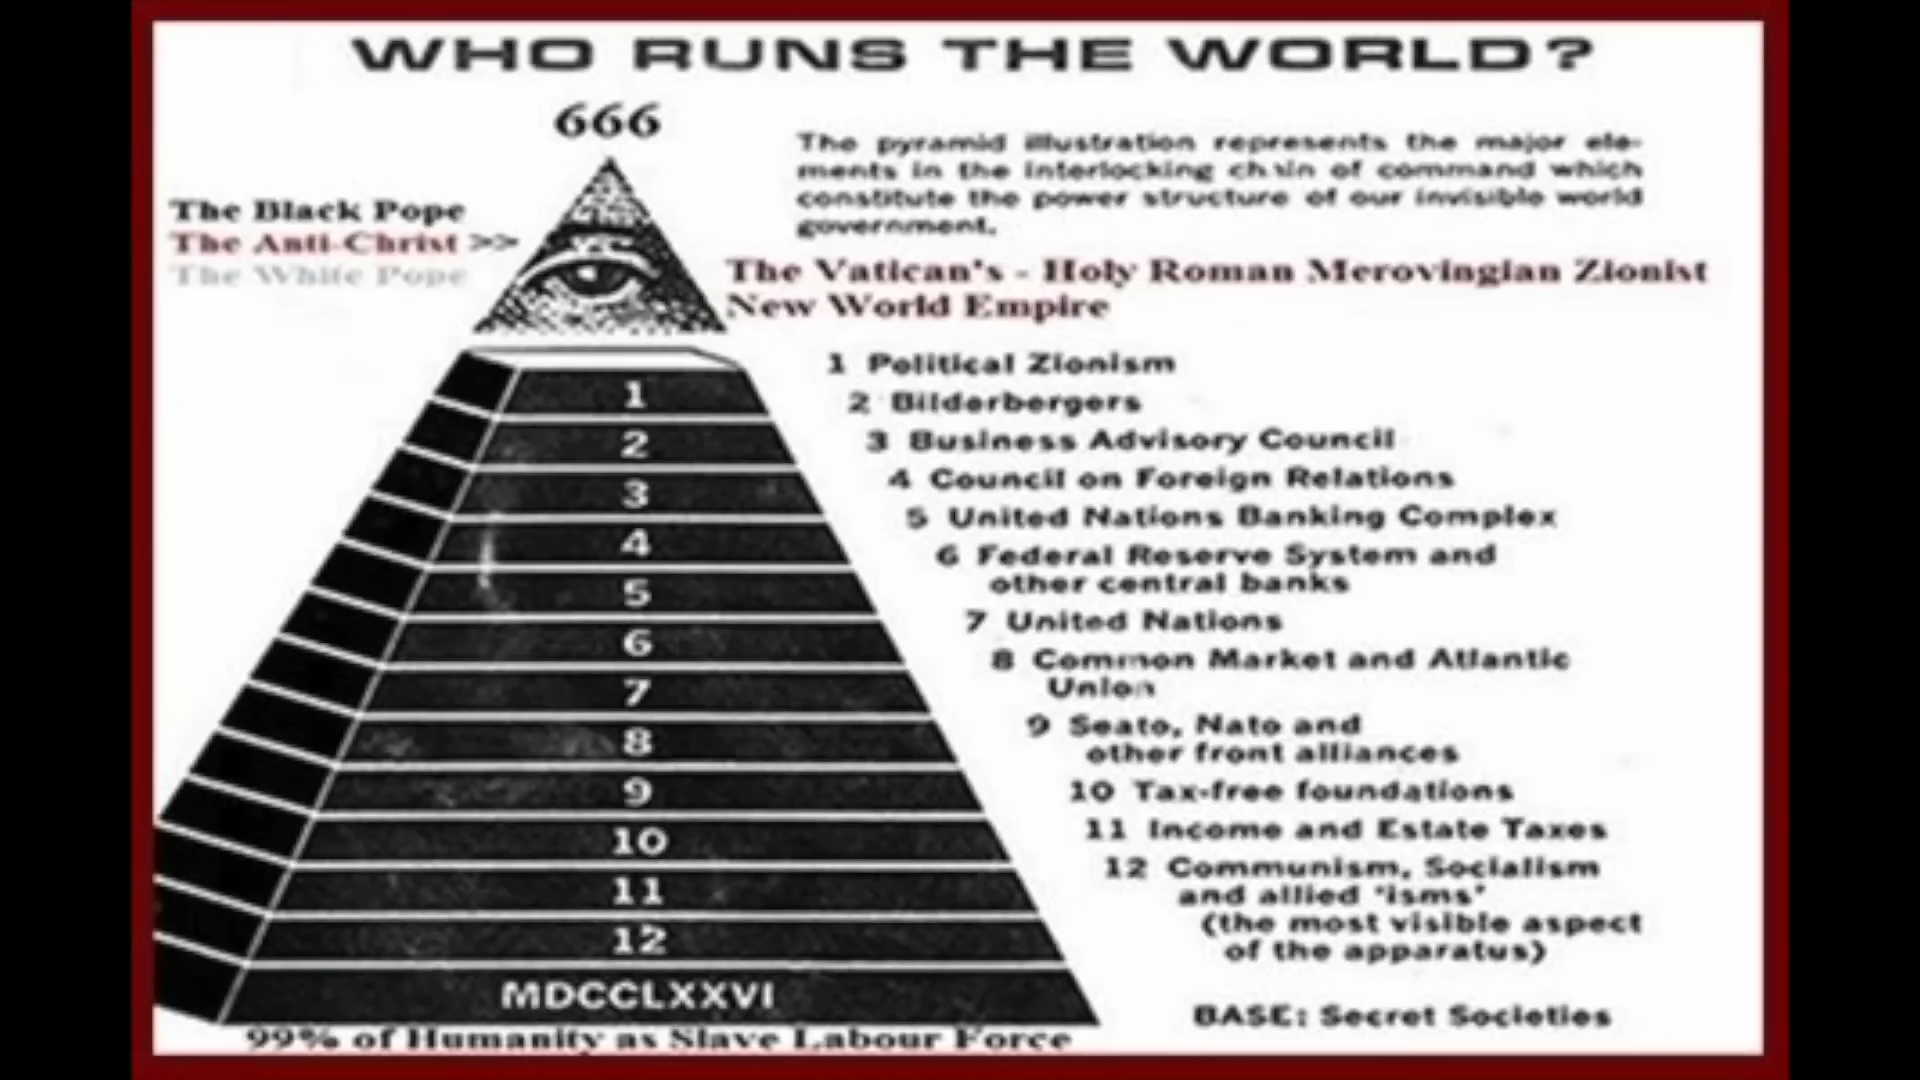 WHO RUNS THE WORLD?
666
The pyramid illustration represents the major ele-
ments in the interlocking chain of command which
constitute the power structure of our invisible world
government.
The Black Pope
The Anti-Christ >>
The White Pope
The Vatican's - Holy Roman Merovingian Zionist
New World Empire
1 Political Zionism
2 Bilderbergers
3 Business Advisory Council
4 Council on Foreign Relations
5 United Nations Banking Complex
6 Federal Reserve System and
other central banks
7 United Nations
8 Common Market and Atlantic
Union
9 Seato, Nato and
other front alliances
10 Tax-free foundations
11 Income and Estate Taxes
12 Communism, Socialism
and allied 'isms'
(the most visible aspect
of the apparatus)
BASE: Secret Societies
1
2
3
4
5
6
7
8
9
10
11
12
MDCCLXXVI
99% of Humanity as Slave Labour Force